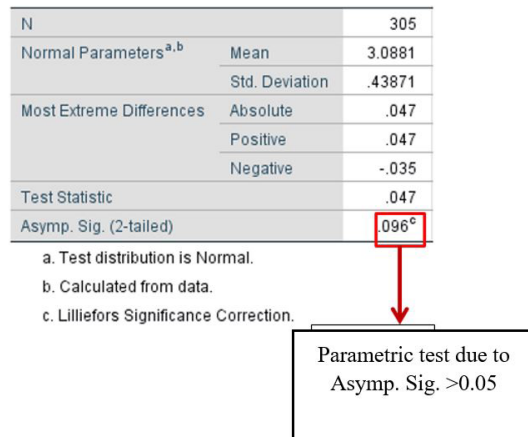 N 305
Normal Parametersa,b Mean 3.0881
Std. Deviation .43871
Most Extreme Differences Absolute .047
Positive .047
Negative -.035
Test Statistic .047
Asymp. Sig. (2-tailed) .096c
a. Test distribution is Normal.
b. Calculated from data.
c. Lilliefors Significance Correction.
Parametric test due to
Asymp. Sig. >0.05